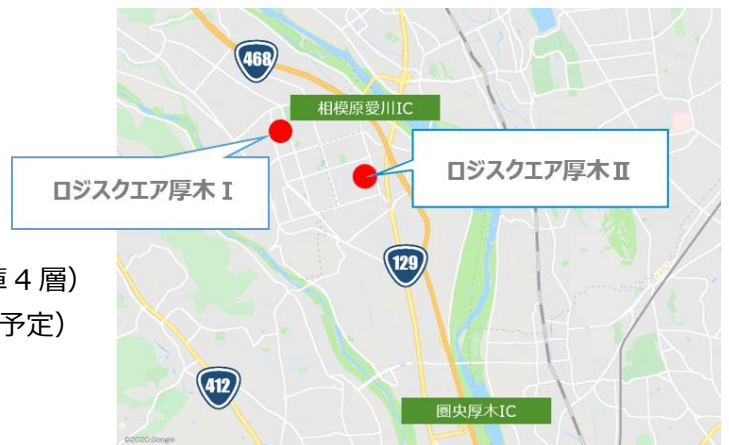 468
相模原愛川IC
ロジスクエア厚木Ⅰ
ロジスクエア厚木Ⅱ
129
庫4層）
予定）
412
圏央厚木IC
©2020 Google